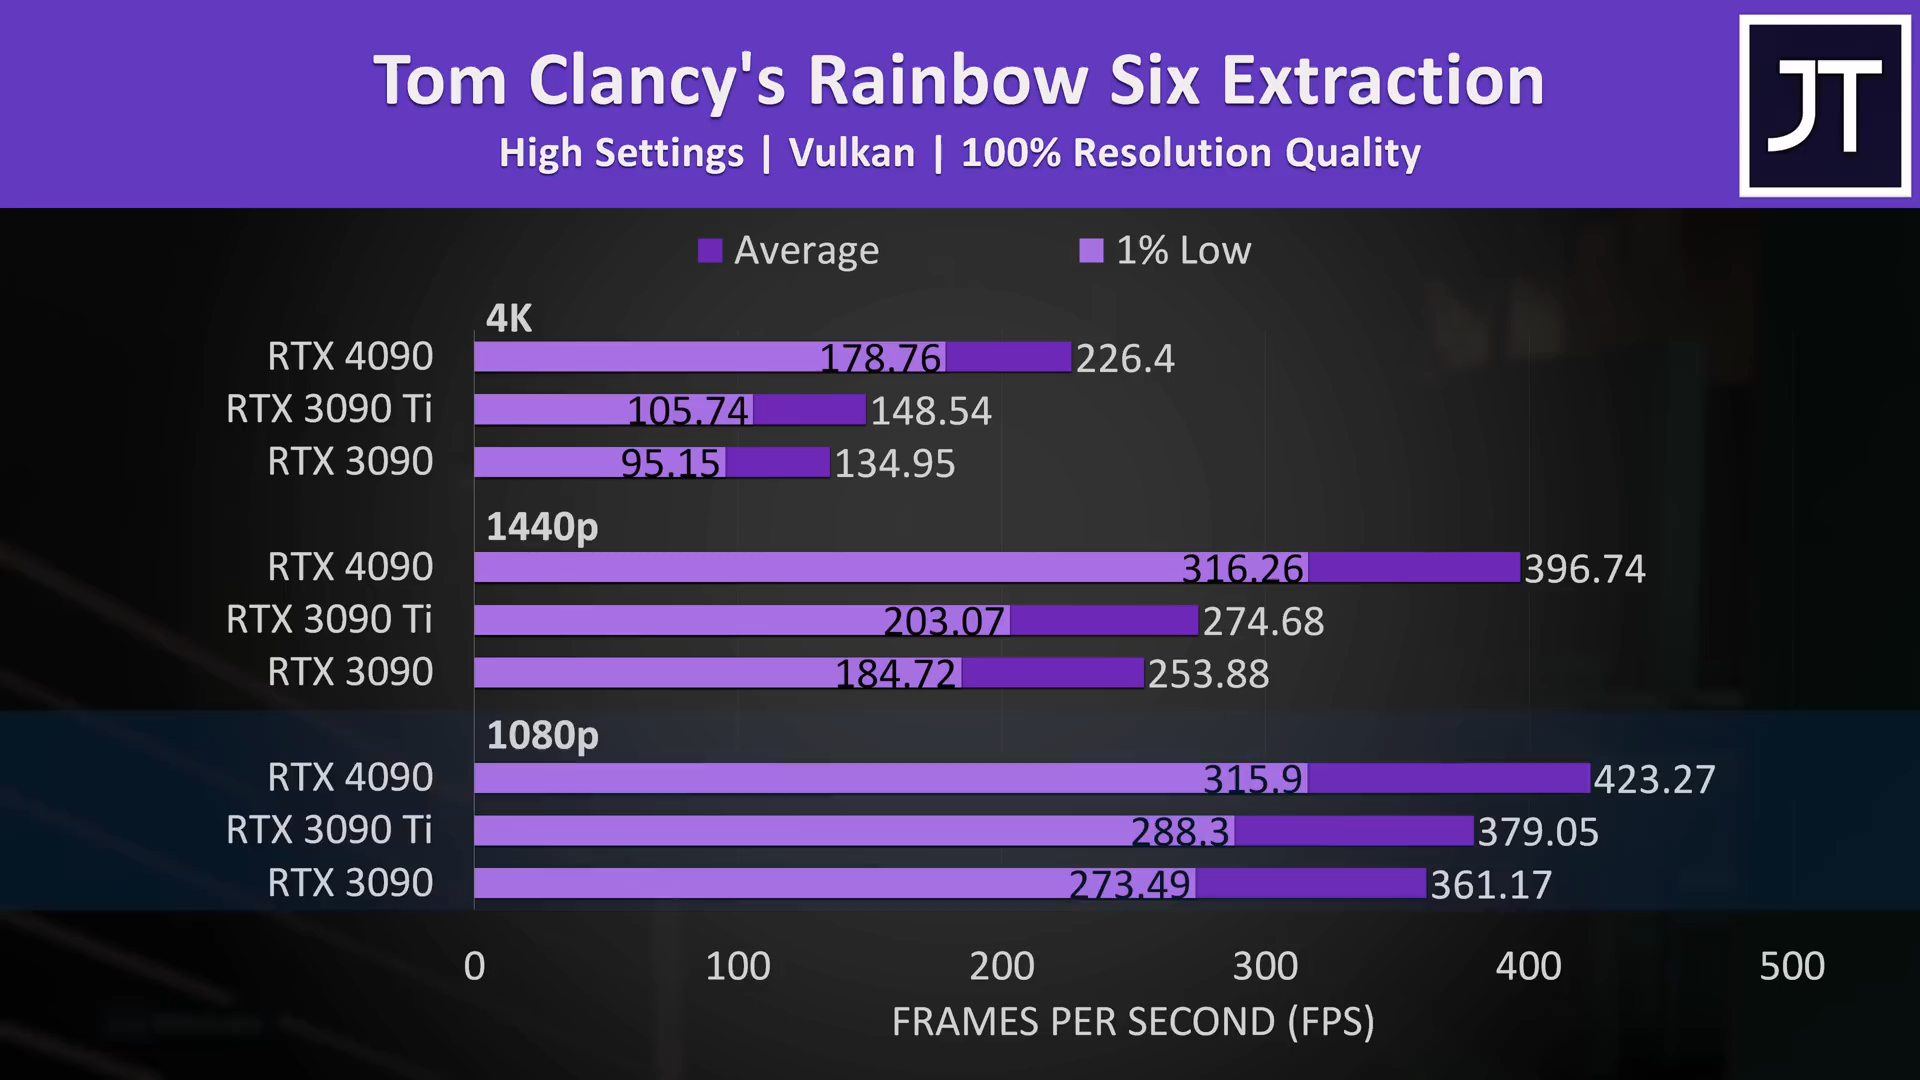 Tom Clancy's Rainbow Six Extraction
High Settings | Vulkan | 100% Resolution Quality
JT
Average 1% Low
4K
RTX 4090 178.76 226.4
RTX 3090 Ti 105.74 148.54
RTX 3090 95.15 134.95
1440p
RTX 4090 316.26 396.74
RTX 3090 Ti 203.07 274.68
RTX 3090 184.72 253.88
1080p
RTX 4090 315.9 423.27
RTX 3090 Ti 288.3 379.05
RTX 3090 273.49 361.17
0 100 200 300 400 500
FRAMES PER SECOND (FPS)